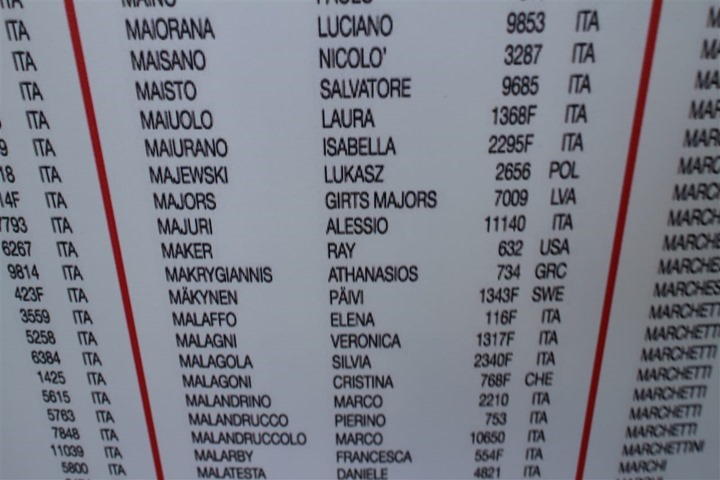 ITA
ITA
ITA
ITA
ITA
ITA
ITA
7793 ITA
6267 ITA
9814 ITA
423F ITA
3559 ITA
5258 ITA
6384 ITA
1425 ITA
5615 ITA
5763 ITA
7848 ITA
11039 ITA
5800 ITA
MAIORANA LUCIANO 9853 ITA
MAISANO NICOLO' 3287 ITA
MAISTO SALVATORE 9685 ITA
MAIUOLO LAURA 1368F ITA
MAIURANO ISABELLA 2295F ITA
MAJEWSKI LUKASZ 2656 POL
MAJORS GIRTS MAJORS 7009 LVA
MAJURI ALESSIO 11140 ITA
MAKER RAY 632 USA
MAKRYGIANNIS ATHANASIOS 734 GRC
MÄKYNEN PÄIVI 1343F SWE
MALAFFO ELENA 116F ITA
MALAGNI VERONICA 1317F ITA
MALAGOLA SILVIA 2340F ITA
MALAGONI CRISTINA 768F CHE
MALANDRINO MARCO 2210 ITA
MALANDRUCCO PIERINO 753 ITA
MALANDRUCCOLO MARCO 10650 ITA
MALARBY FRANCESCA 554F ITA
MALATESTA DANIELE 4821 ITA
MARCHETTI
MARCHETTI
MARCHETTI
MARCHETTI
MARCHETTI
MARCHETTINI
MARCHI